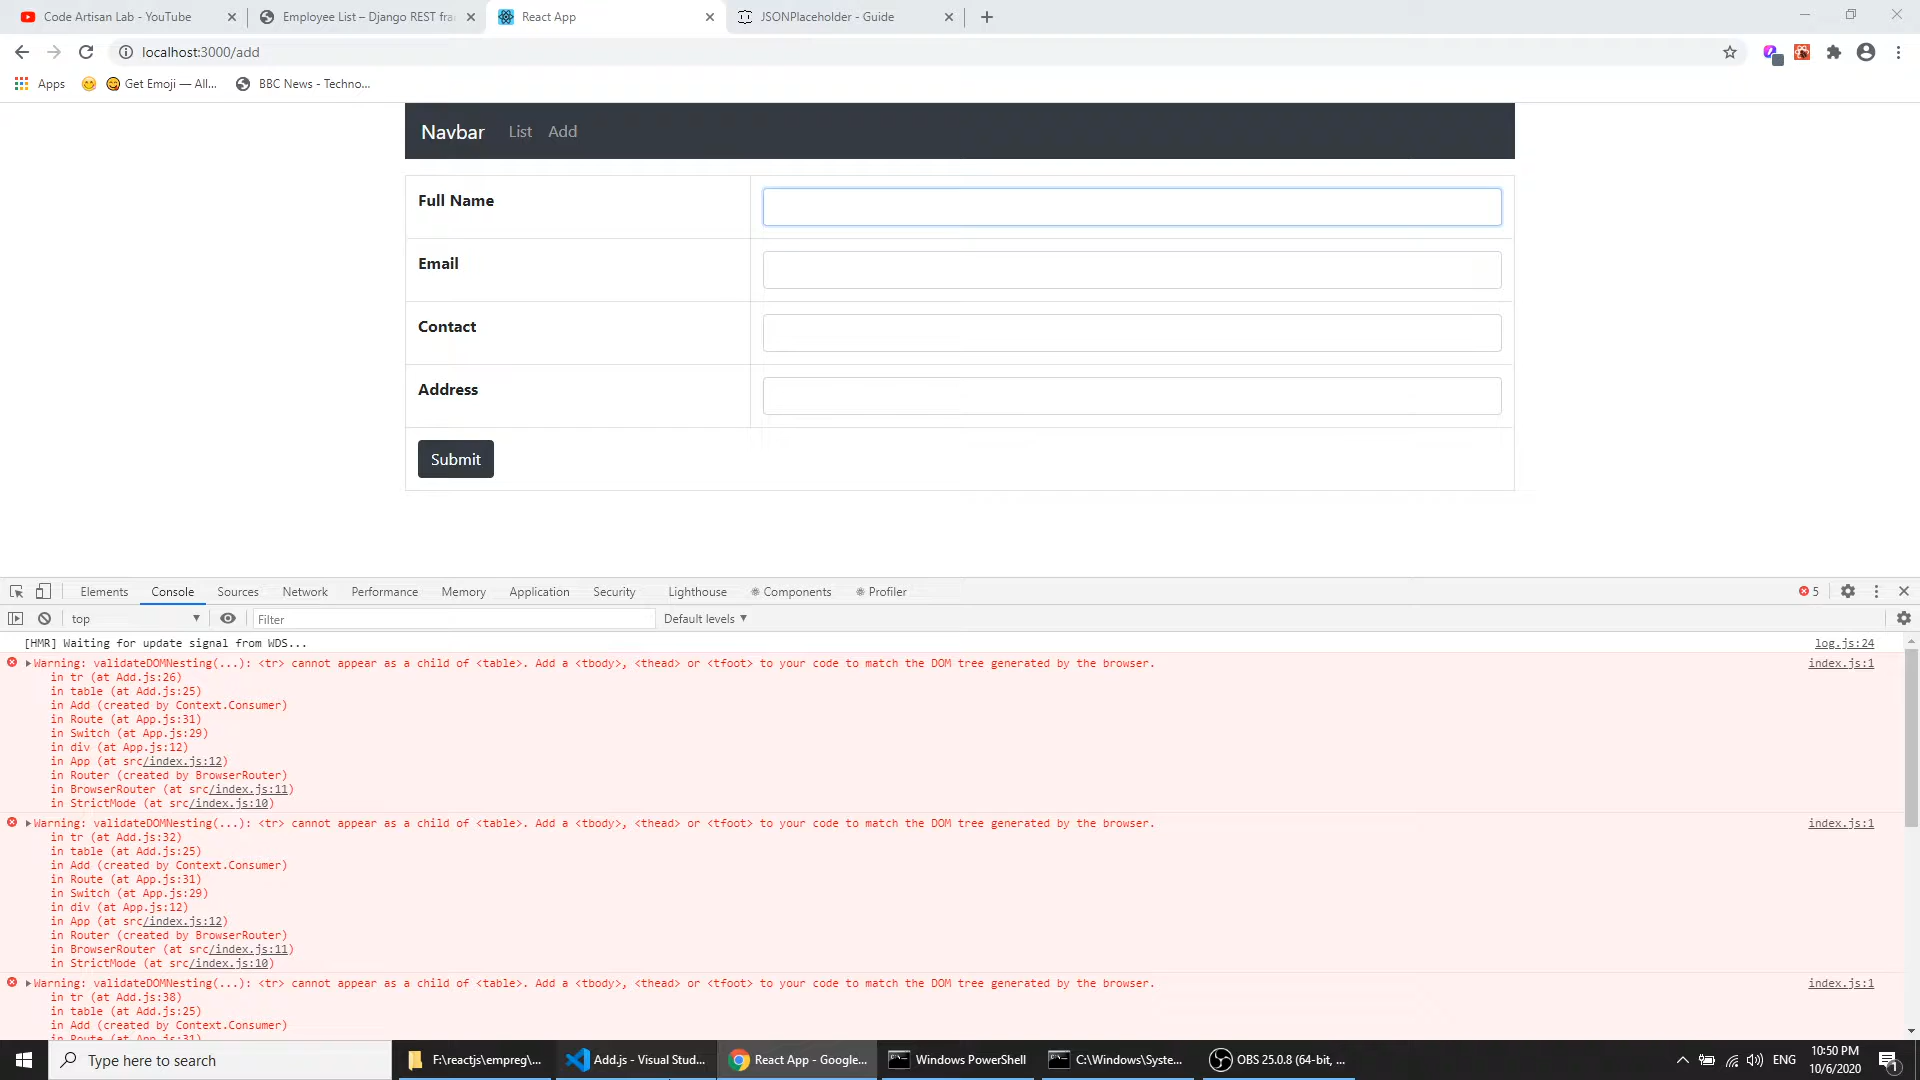 Code Artisan Lab - YouTube
Employee List – Django REST fra
React App
JSONPlaceholder - Guide
localhost:3000/add
Apps
Get Emoji — All...
BBC News - Techno...
Navbar List Add
Full Name
Email
Contact
Address
Submit
Elements Console Sources Network Performance Memory Application Security Lighthouse Components Profiler 5
top Filter Default levels
[HMR] Waiting for update signal from WDS... log.js:24
Warning: validateDOMNesting(...): <tr> cannot appear as a child of <table>. Add a <tbody>, <thead> or <tfoot> to your code to match the DOM tree generated by the browser. index.js:1
in tr (at Add.js:26)
in table (at Add.js:25)
in Add (created by Context.Consumer)
in Route (at App.js:31)
in Switch (at App.js:29)
in div (at App.js:12)
in App (at src/index.js:12)
in Router (created by BrowserRouter)
in BrowserRouter (at src/index.js:11)
in StrictMode (at src/index.js:10)
Warning: validateDOMNesting(...): <tr> cannot appear as a child of <table>. Add a <tbody>, <thead> or <tfoot> to your code to match the DOM tree generated by the browser. index.js:1
in tr (at Add.js:32)
in table (at Add.js:25)
in Add (created by Context.Consumer)
in Route (at App.js:31)
in Switch (at App.js:29)
in div (at App.js:12)
in App (at src/index.js:12)
in Router (created by BrowserRouter)
in BrowserRouter (at src/index.js:11)
in StrictMode (at src/index.js:10)
Warning: validateDOMNesting(...): <tr> cannot appear as a child of <table>. Add a <tbody>, <thead> or <tfoot> to your code to match the DOM tree generated by the browser. index.js:1
in tr (at Add.js:38)
in table (at Add.js:25)
in Add (created by Context.Consumer)
in Route (at App.js:31)
Type here to search
F:\reactjs\empreg\...
Add.js - Visual Stud...
React App - Google...
Windows PowerShell
C:\Windows\Syste...
OBS 25.0.8 (64-bit, ...
ENG
10:50 PM
10/6/2020
1